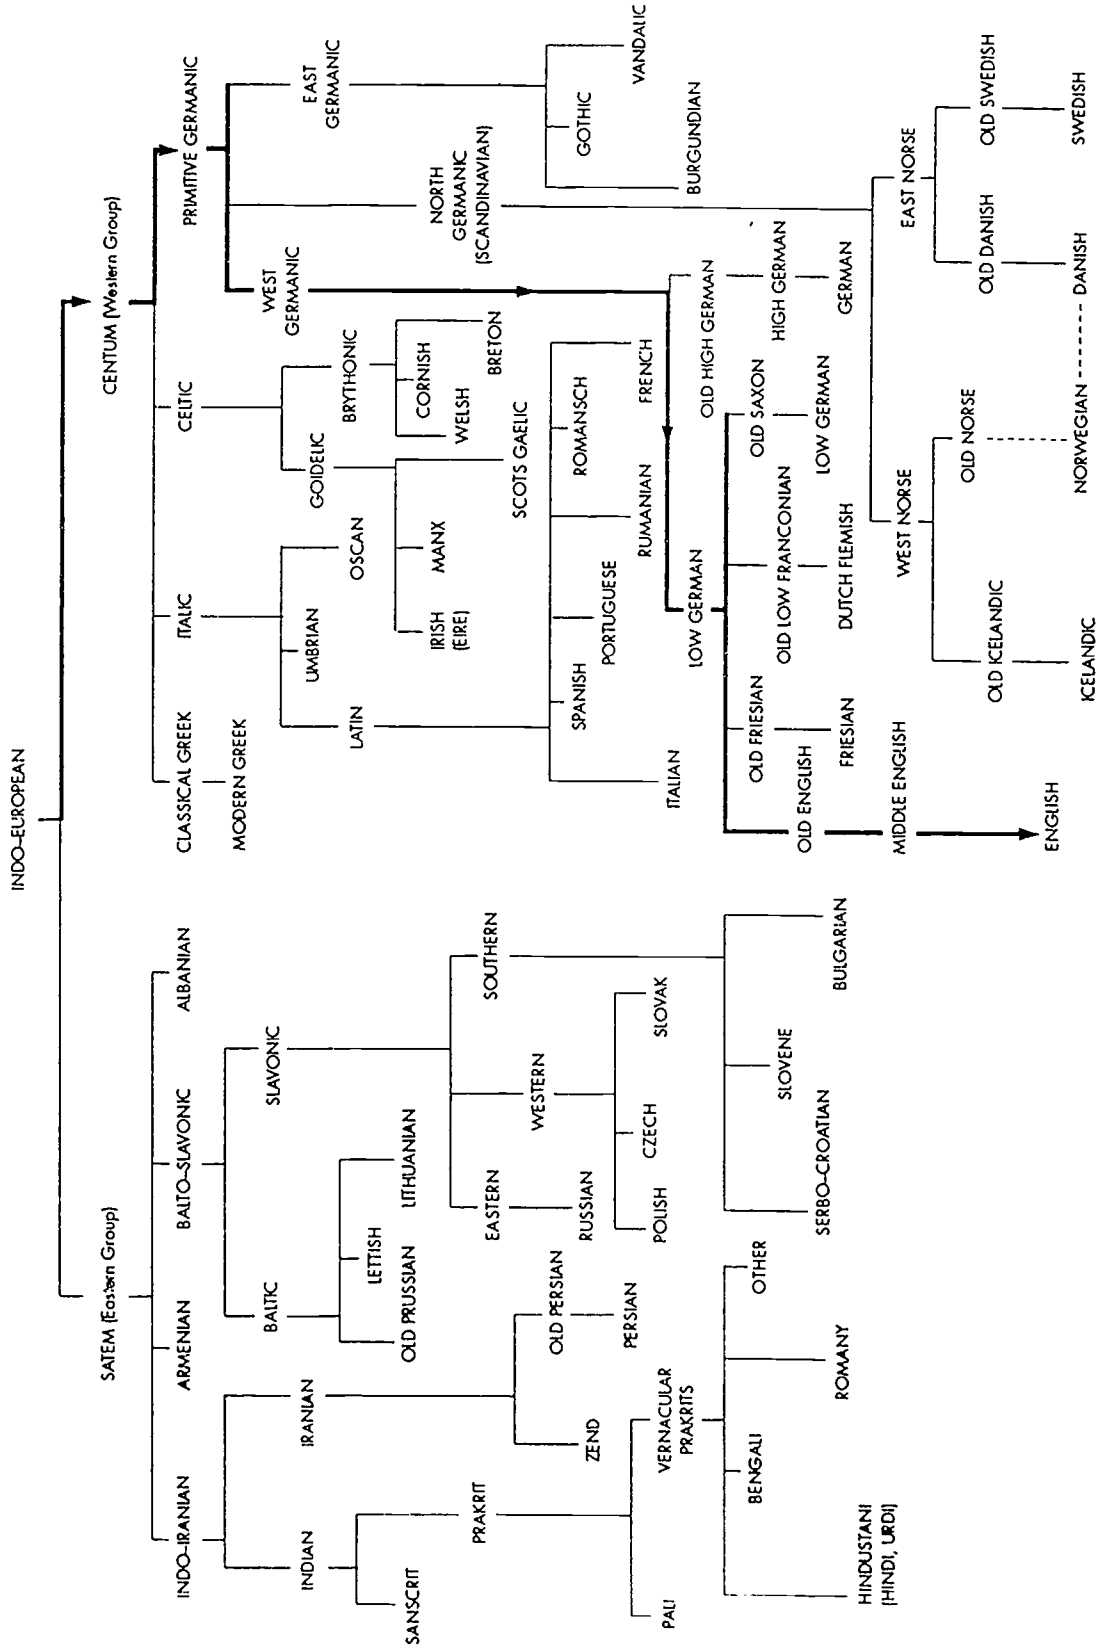 INDO-EUROPEAN
SATEM (Eastern Group)
CENTUM (Western Group)
INDO-IRANIAN
ARMENIAN
BALTO-SLAVONIC
ALBANIAN
CLASSICAL GREEK
ITALIC
CELTIC
PRIMITIVE GERMANIC
MODERN GREEK
INDIAN
IRANIAN
BALTIC
SLAVONIC
LATIN
UMBRIAN
OSCAN
GOIDELIC
BRYTHONIC
WEST
GERMANIC
NORTH
GERMANIC
(SCANDINAVIAN)
EAST
GERMANIC
SANSCRIT
PRAKRIT
ZEND
OLD PERSIAN
PERSIAN
OLD PRUSSIAN
LETTISH
LITHUANIAN
EASTERN
WESTERN
SOUTHERN
RUSSIAN
POLISH
CZECH
SLOVAK
SERBO-CROATIAN
SLOVENE
BULGARIAN
IRISH
(EIRE)
MANX
SCOTS GAELIC
WELSH
CORNISH
BRETON
BURGUNDIAN
GOTHIC
VANDALIC
ITALIAN
SPANISH
PORTUGUESE
RUMANIAN
ROMANSCH
FRENCH
PALI
VERNACULAR
PRAKRITS
HINDUSTANI
(HINDI, URDI)
BENGALI
ROMANY
OTHER
LOW GERMAN
OLD HIGH GERMAN
HIGH GERMAN
GERMAN
OLD ENGLISH
MIDDLE ENGLISH
ENGLISH
OLD FRIESIAN
FRIESIAN
OLD LOW FRANCONIAN
DUTCH FLEMISH
OLD SAXON
LOW GERMAN
WEST NORSE
EAST NORSE
OLD ICELANDIC
ICELANDIC
OLD NORSE
NORWEGIAN
OLD DANISH
DANISH
OLD SWEDISH
SWEDISH